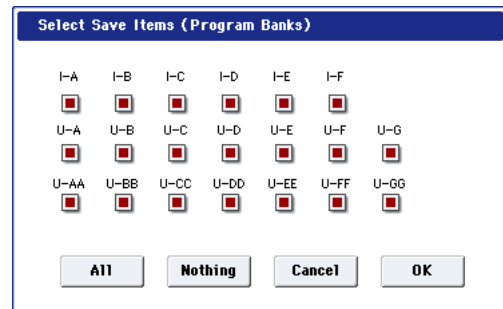 Select Save Items (Program Banks)
I-A I-B I-C I-D I-E I-F
U-A U-B U-C U-D U-E U-F U-G
U-AA U-BB U-CC U-DD U-EE U-FF U-GG
All Nothing Cancel OK